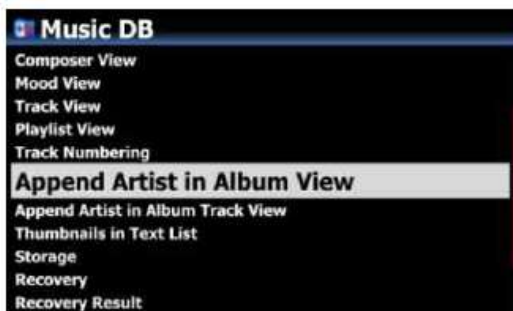 Music DB
Composer View
Mood View
Track View
Playlist View
Track Numbering
Append Artist in Album View
Append Artist in Album Track View
Thumbnails in Text List
Storage
Recovery
Recovery Result